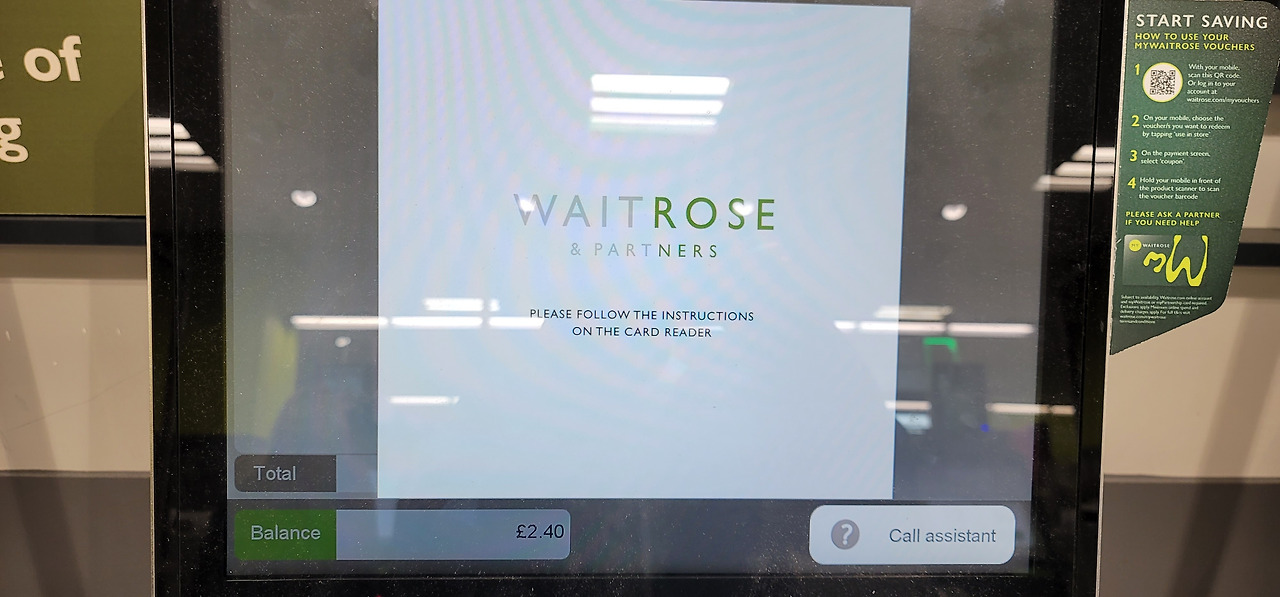 of
g
WAITROSE
& PARTNERS
PLEASE FOLLOW THE INSTRUCTIONS
ON THE CARD READER
Total
Balance
£2.40
? Call assistant
START SAVING
HOW TO USE YOUR
MYWAITROSE VOUCHERS
1
With your mobile,
scan this QR code.
Or log in to your
account at
waitrose.com/myvouchers
2
On your mobile, choose the
voucher/s you want to redeem
by tapping 'use in store'
3
On the payment screen,
select 'coupon'
4
Hold your mobile in front of
the product scanner to scan
the voucher barcode
PLEASE ASK A PARTNER
IF YOU NEED HELP
MY WAITROSE
my